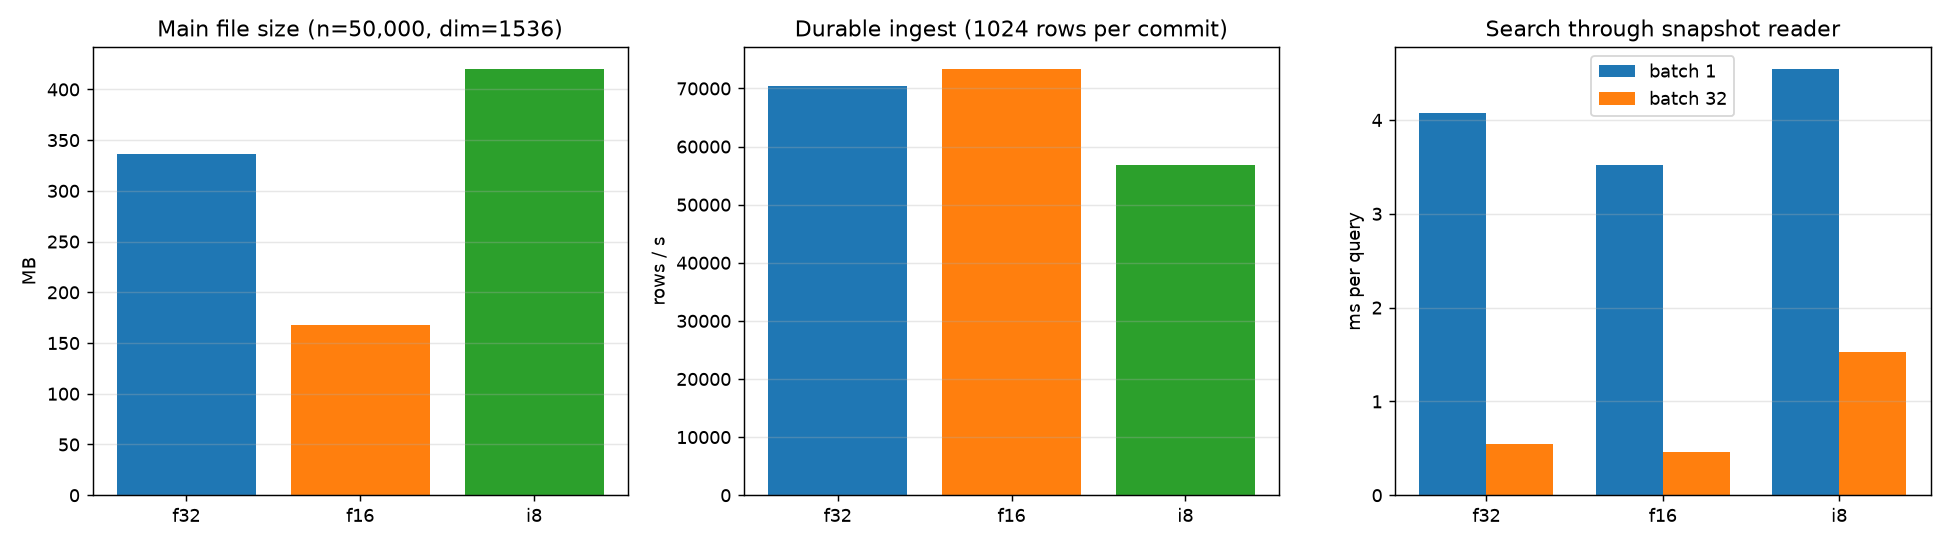 Main file size (n=50,000, dim=1536)
MB
400
350
300
250
200
150
100
50
0
f32
f16
i8
Durable ingest (1024 rows per commit)
rows / s
70000
60000
50000
40000
30000
20000
10000
0
f32
f16
i8
Search through snapshot reader
batch 1
batch 32
ms per query
4
3
2
1
0
f32
f16
i8